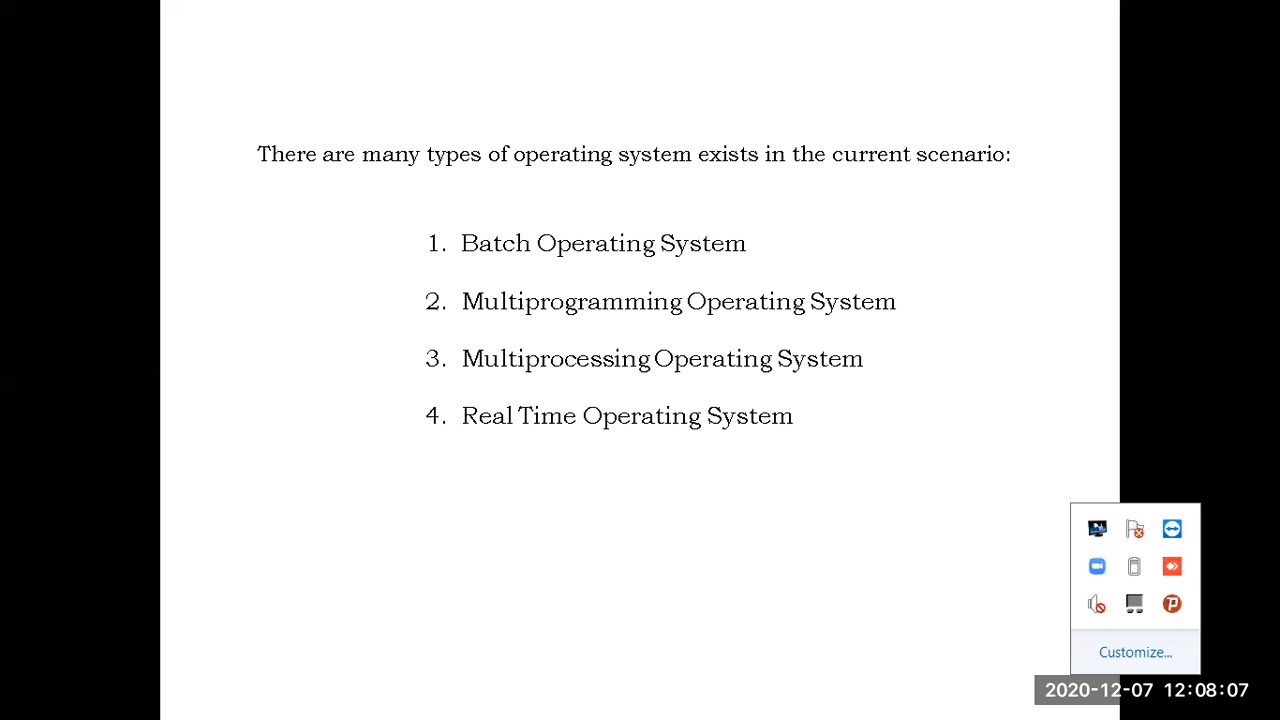 There are many types of operating system exists in the current scenario:
1. Batch Operating System
2. Multiprogramming Operating System
3. Multiprocessing Operating System
4. Real Time Operating System
Customize...
2020-12-07 12:08:07